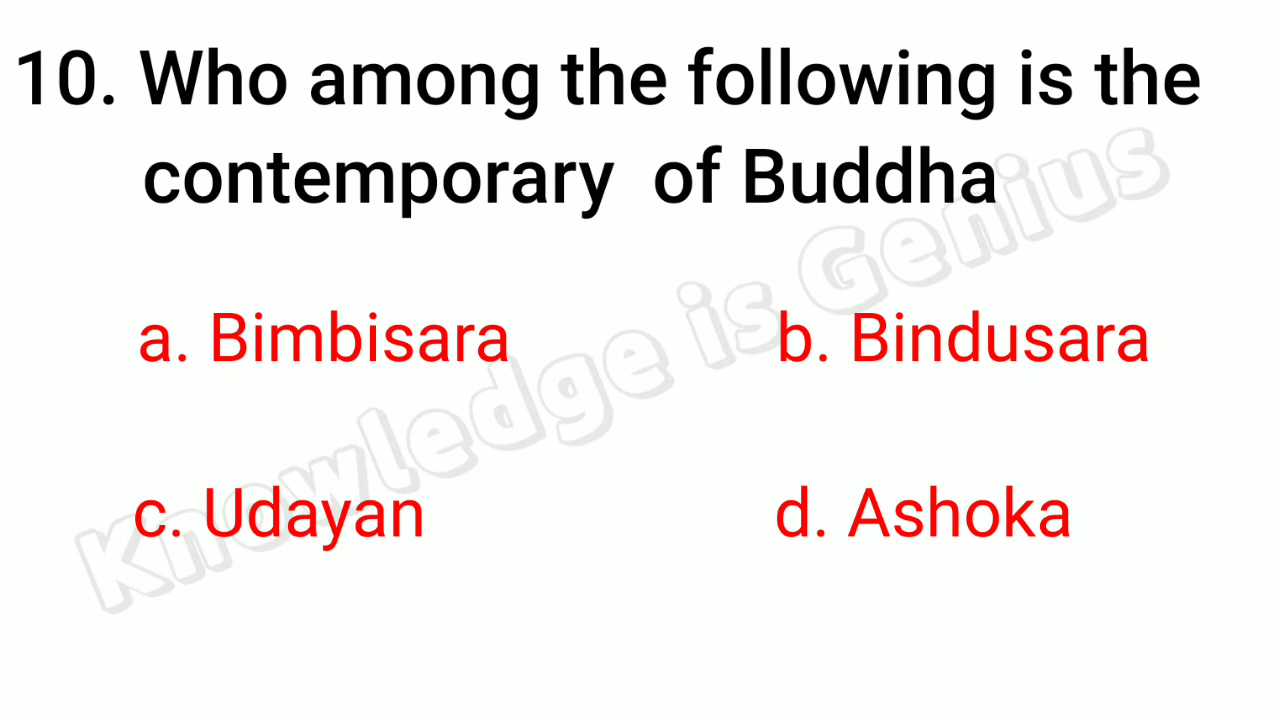 10. Who among the following is the
contemporary of Buddha
a. Bimbisara b. Bindusara
c. Udayan d. Ashoka
Knowledge is Genius